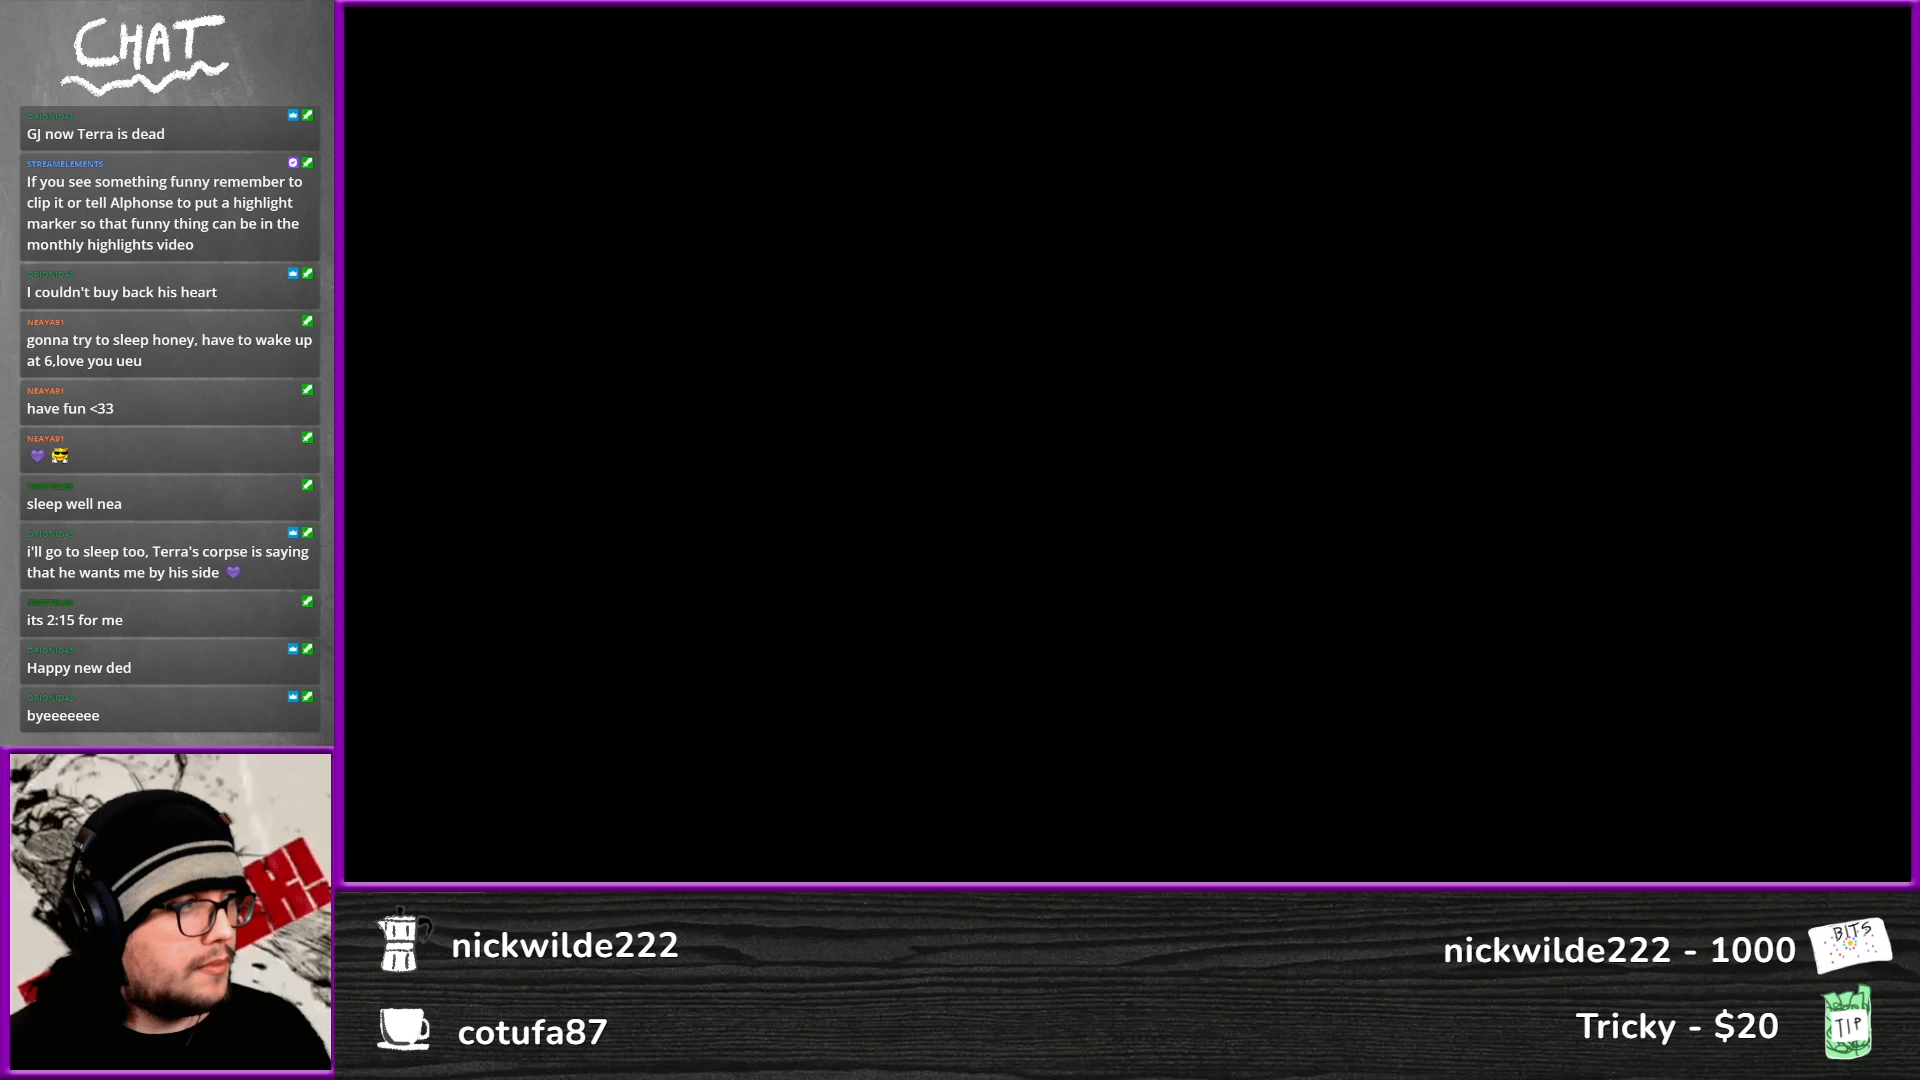 CHAT
ORIONID45
GJ now Terra is dead
STREAMELEMENTS
If you see something funny remember to
clip it or tell Alphonse to put a highlight
marker so that funny thing can be in the
monthly highlights video
ORIONID45
I couldn't buy back his heart
NEAYA91
gonna try to sleep honey, have to wake up
at 6,love you ueu
NEAYA91
have fun <33
NEAYA91
sleep well nea
ORIONID45
i'll go to sleep too, Terra's corpse is saying
that he wants me by his side
its 2:15 for me
ORIONID45
Happy new ded
ORIONID45
byeeeeeee
nickwilde222
cotufa87
nickwilde222 - 1000
BITS
Tricky - $20
TIP